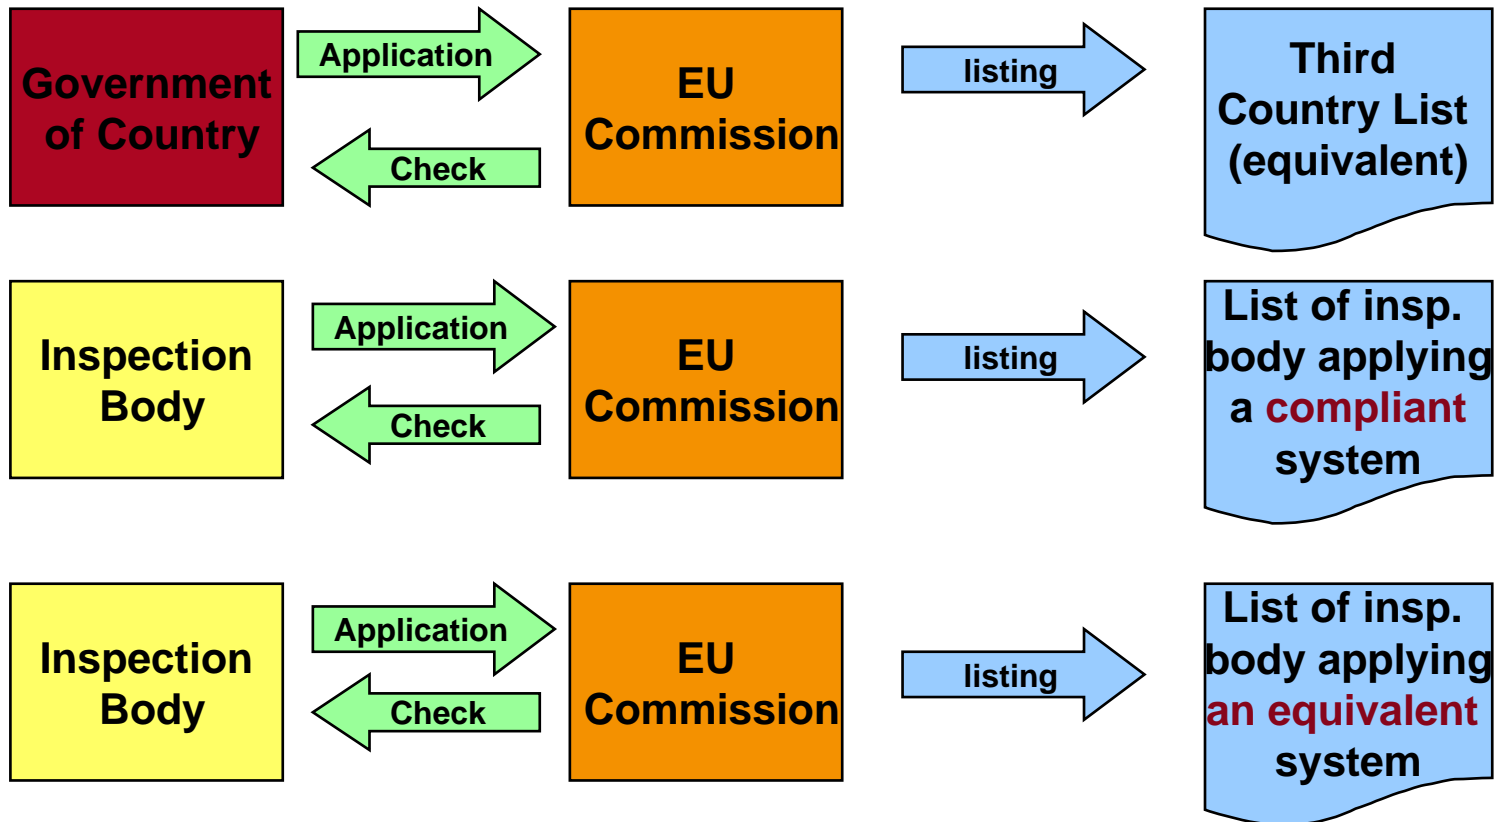 Government
of Country
Application
Check
EU
Commission
listing
Third
Country List
(equivalent)
Inspection
Body
Application
Check
EU
Commission
listing
List of insp.
body applying
a compliant
system
Inspection
Body
Application
Check
EU
Commission
listing
List of insp.
body applying
an equivalent
system